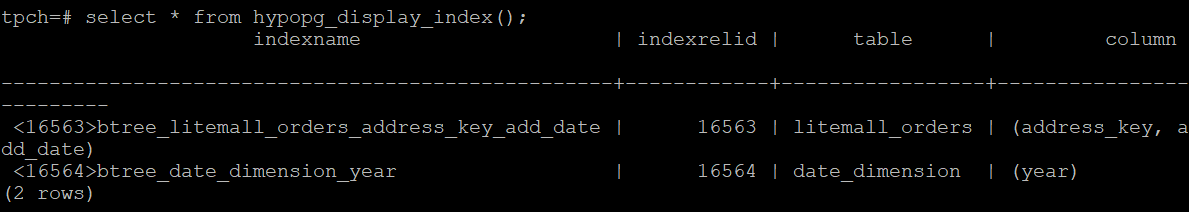 tpch=# select * from hypopg_display_index();
                     indexname                      | indexrelid |      table      |         column
----------------------------------------------------+------------+-----------------+----------------
---------
 <16563>btree_litemall_orders_address_key_add_date |      16563 | litemall_orders | (address_key, a
dd_date)
 <16564>btree_date_dimension_year                  |      16564 | date_dimension  | (year)
(2 rows)